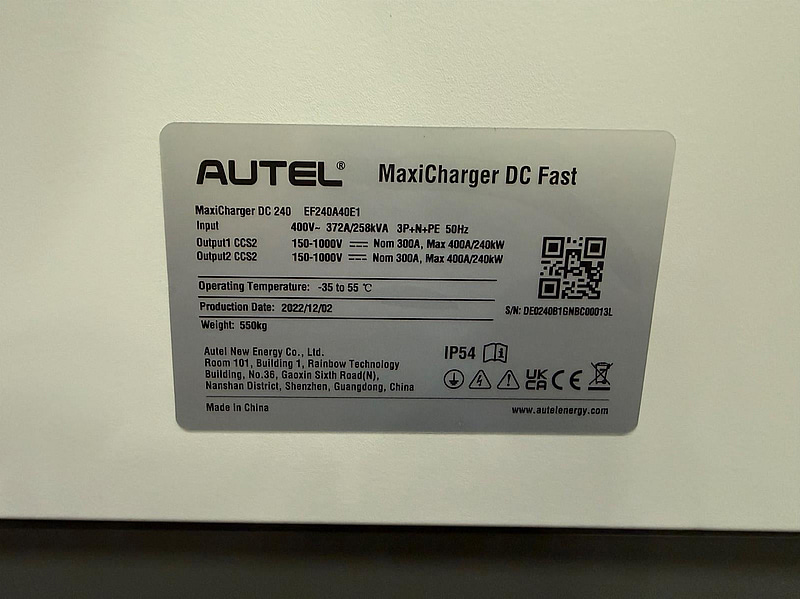 AUTEL® MaxiCharger DC Fast
MaxiCharger DC 240 EF240A40E1
Input 400V~ 372A/258kVA 3P+N+PE 50Hz
Output1 CCS2 150-1000V Nom 300A, Max 400A/240kW
Output2 CCS2 150-1000V Nom 300A, Max 400A/240kW
Operating Temperature: -35 to 55 ℃
Production Date: 2022/12/02
S/N: DE0240B1GNBC00013L
Weight: 550kg
Autel New Energy Co., Ltd.
Room 101, Building 1, Rainbow Technology
Building, No.36, Gaoxin Sixth Road(N),
Nanshan District, Shenzhen, Guangdong, China
IP54
UK CA CE
Made in China
www.autelenergy.com